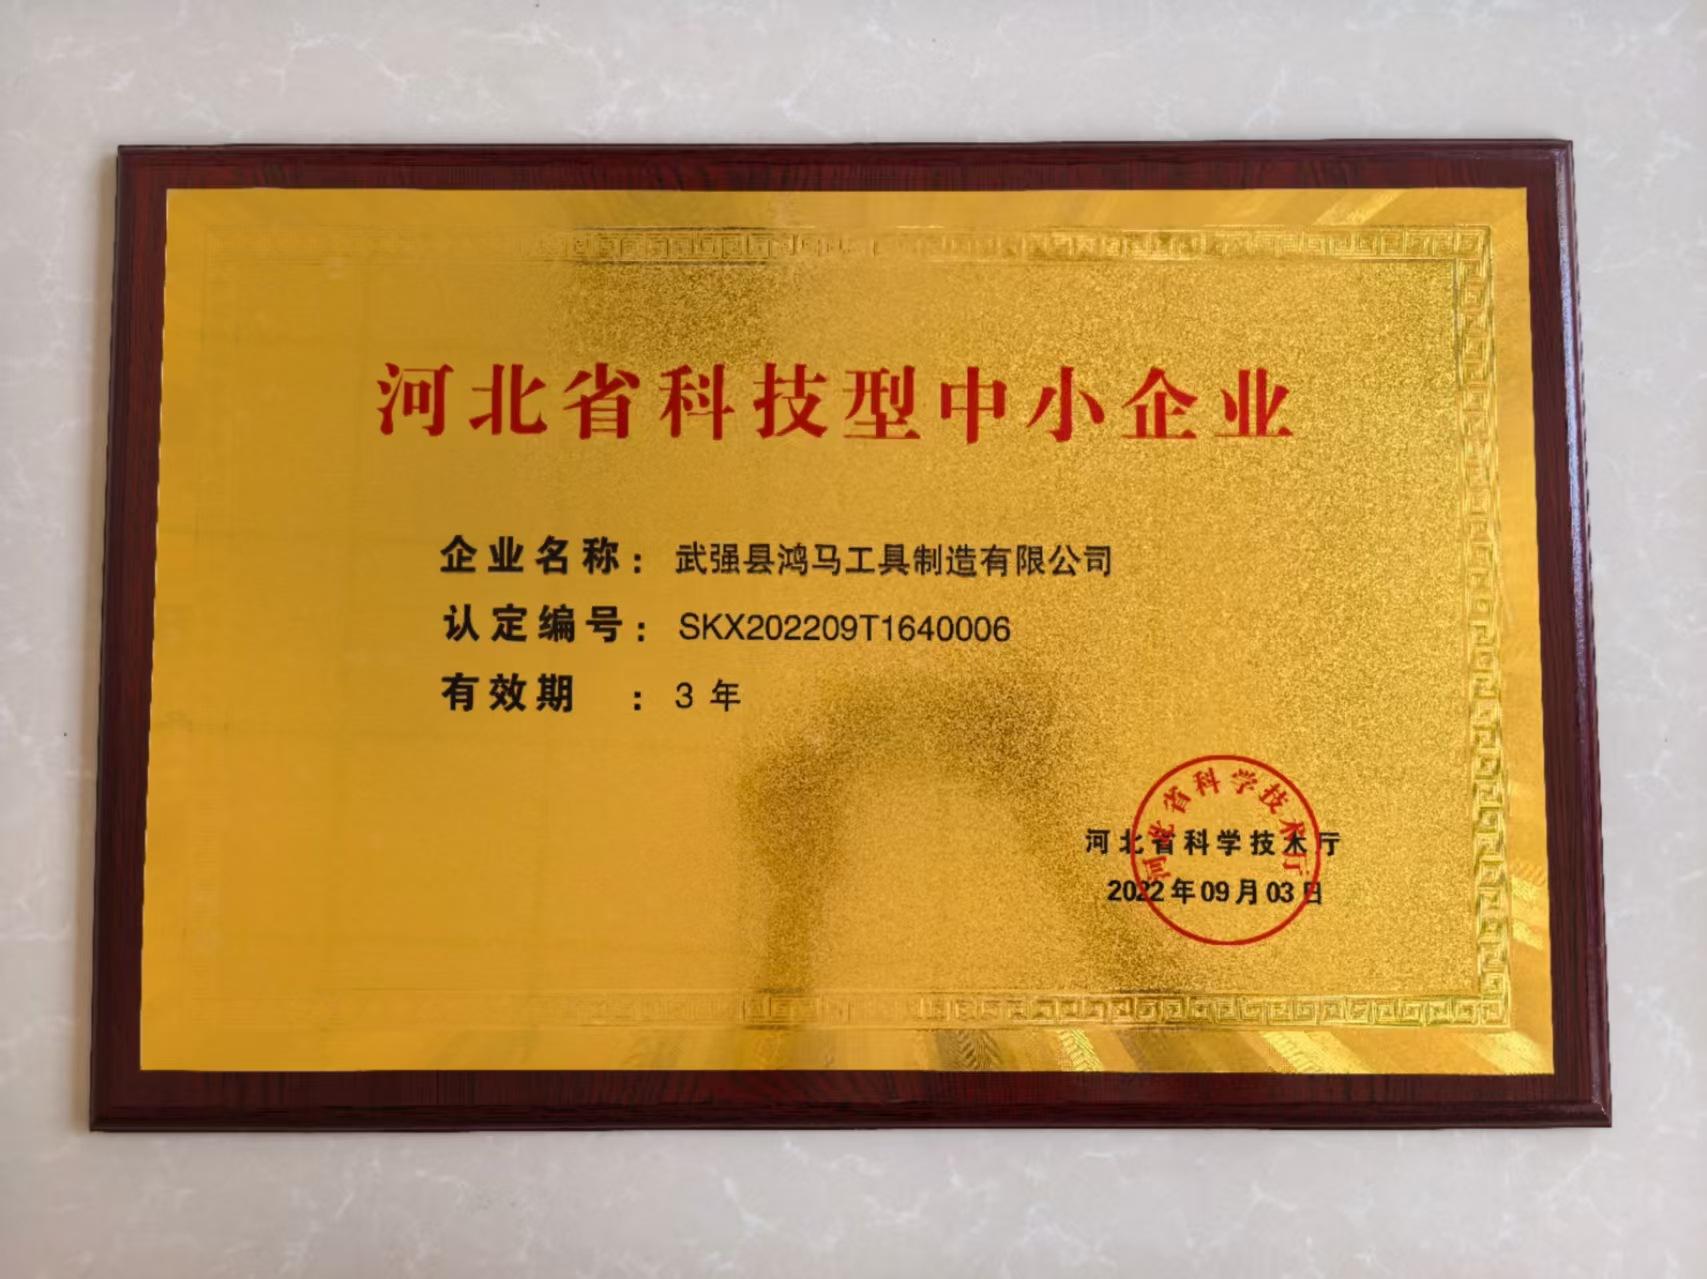 河北省科技型中小企业
企业名称：武强县鸿马工具制造有限公司
认定编号：SKX202209T1640006
有效期：3 年
河北省科学技术厅
河北省科学技术厅
2022年09月03日